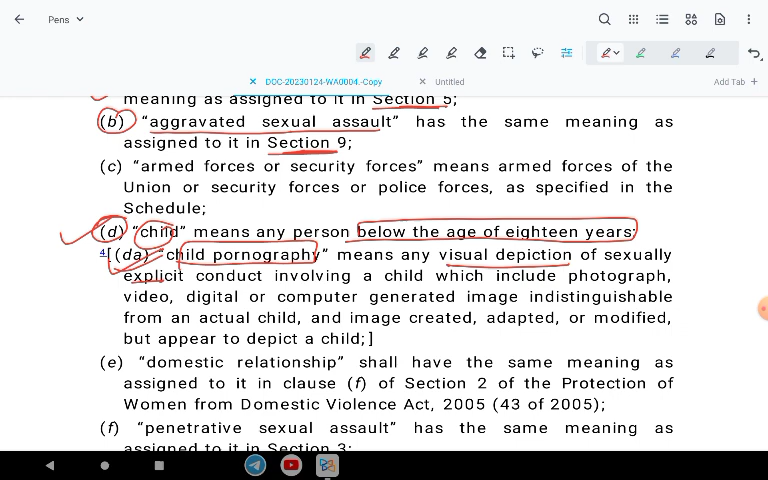 Pens
DOC-20230124-WA0004.-Copy
Untitled
Add Tab +
meaning as assigned to it in Section 5;
(b) “aggravated sexual assault” has the same meaning as
assigned to it in Section 9;
(c) “armed forces or security forces” means armed forces of the
Union or security forces or police forces, as specified in the
Schedule;
(d) “child” means any person below the age of eighteen years;
4[(da) “child pornography” means any visual depiction of sexually
explicit conduct involving a child which include photograph,
video, digital or computer generated image indistinguishable
from an actual child, and image created, adapted, or modified,
but appear to depict a child;]
(e) “domestic relationship” shall have the same meaning as
assigned to it in clause (f) of Section 2 of the Protection of
Women from Domestic Violence Act, 2005 (43 of 2005);
(f) “penetrative sexual assault” has the same meaning as
assigned to it in Section 3;